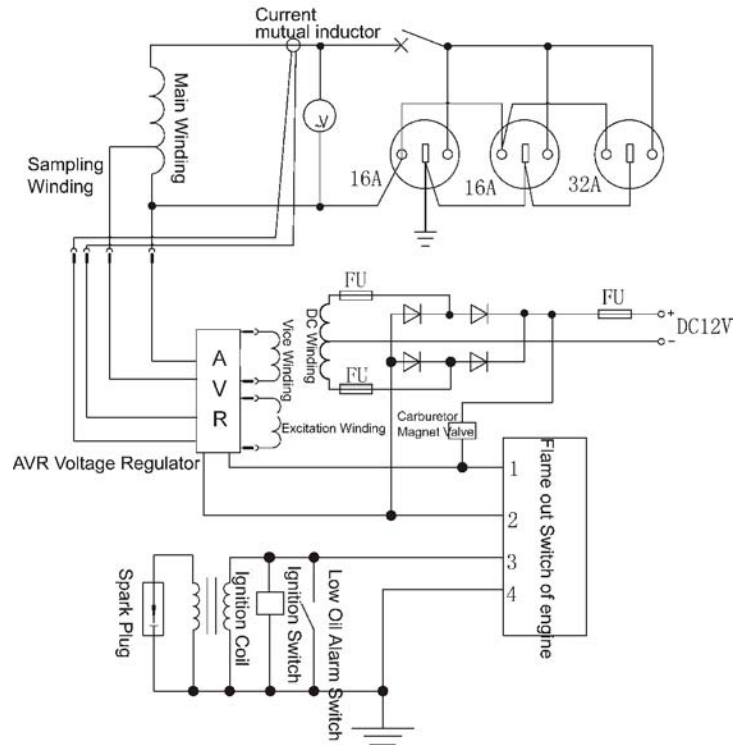 Current
mutual inductor
Main Winding
Sampling
Winding
V
16A
16A
32A
FU
FU
DC Winding
FU
+
DC12V
-
A
V
R
Vice Winding
Excitation Winding
Carburetor
Magnet Valve
AVR Voltage Regulator
1
2
3
4
Flame out Switch of engine
Spark Plug
Ignition Coil
Ignition Switch
Low Oil Alarm Switch